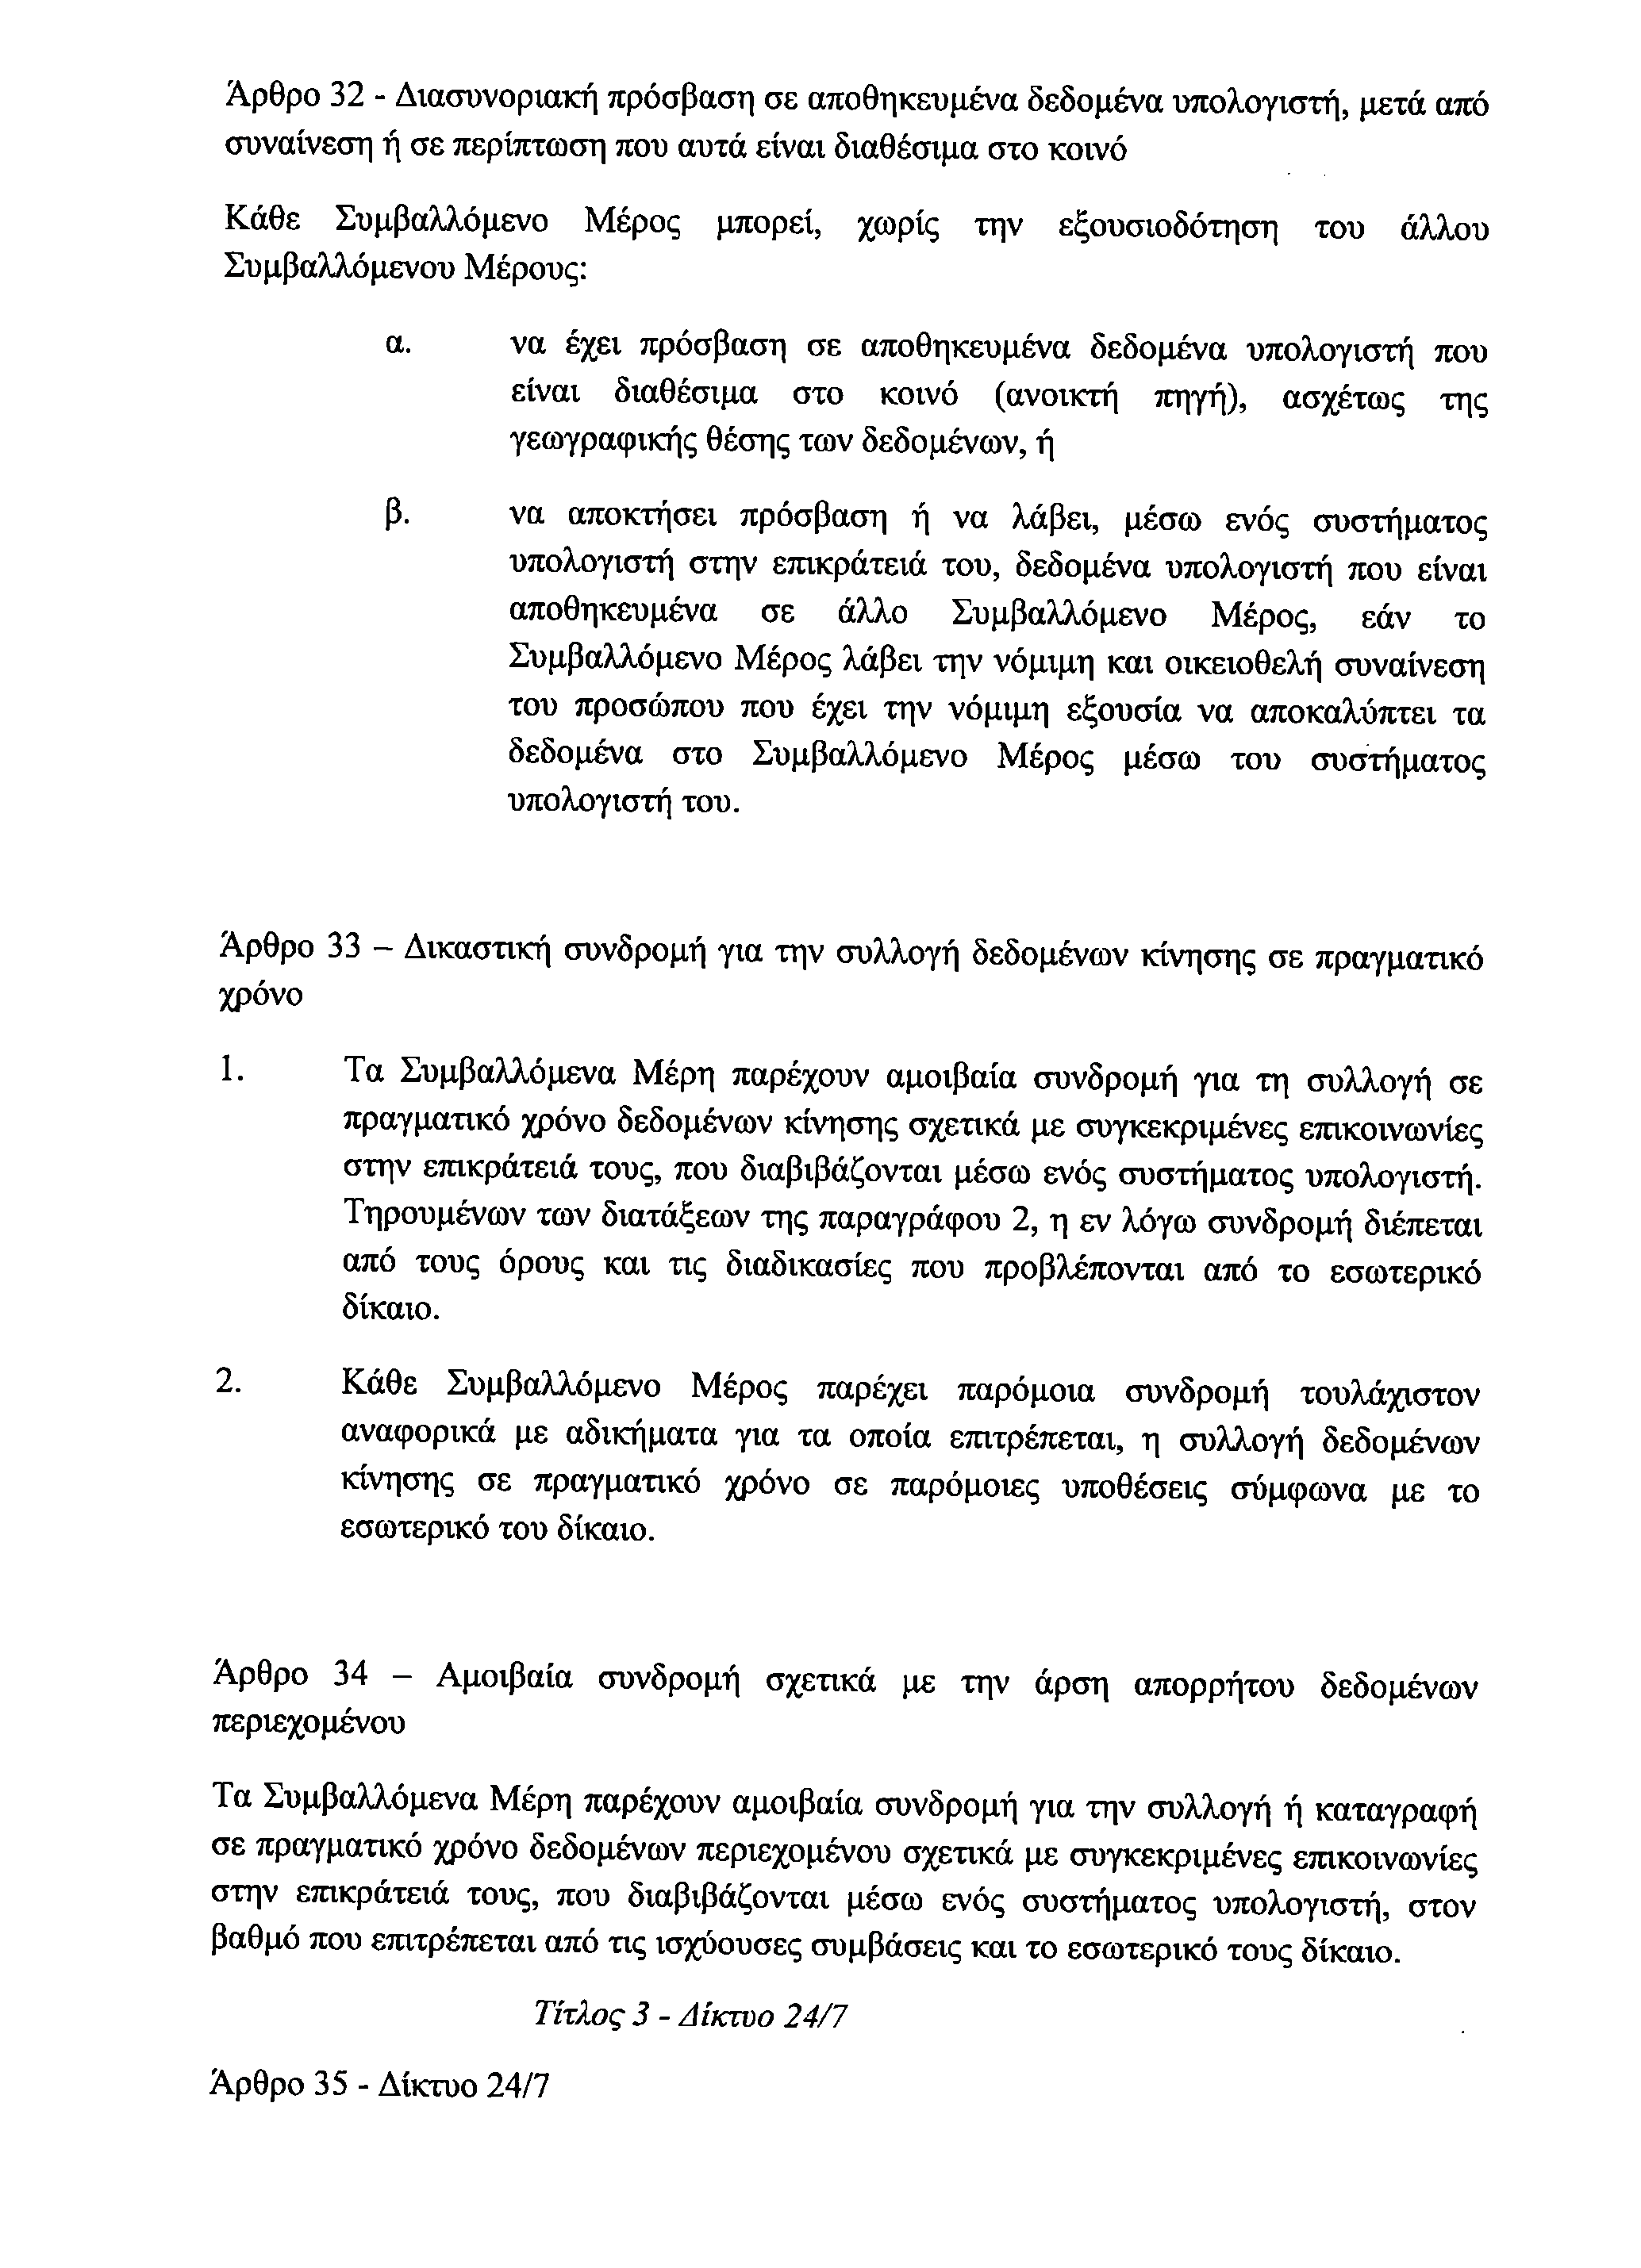 Άρθρο 32 - Διασυνοριακή πρόσβαση σε αποθηκευμένα δεδομένα υπολογιστή, μετά από
συναίνεση ή σε περίπτωση που αυτά είναι διαθέσιμα στο κοινό
Κάθε Συμβαλλόμενο Μέρος μπορεί, χωρίς την εξουσιοδότηση του άλλου
Συμβαλλόμενου Μέρους:
α. να έχει πρόσβαση σε αποθηκευμένα δεδομένα υπολογιστή που
είναι διαθέσιμα στο κοινό (ανοικτή πηγή), ασχέτως της
γεωγραφικής θέσης των δεδομένων, ή
β. να αποκτήσει πρόσβαση ή να λάβει, μέσω ενός συστήματος
υπολογιστή στην επικράτειά του, δεδομένα υπολογιστή που είναι
αποθηκευμένα σε άλλο Συμβαλλόμενο Μέρος, εάν το
Συμβαλλόμενο Μέρος λάβει την νόμιμη και οικειοθελή συναίνεση
του προσώπου που έχει την νόμιμη εξουσία να αποκαλύπτει τα
δεδομένα στο Συμβαλλόμενο Μέρος μέσω του συστήματος
υπολογιστή του.
Άρθρο 33 – Δικαστική συνδρομή για την συλλογή δεδομένων κίνησης σε πραγματικό
χρόνο
1. Τα Συμβαλλόμενα Μέρη παρέχουν αμοιβαία συνδρομή για τη συλλογή σε
πραγματικό χρόνο δεδομένων κίνησης σχετικά με συγκεκριμένες επικοινωνίες
στην επικράτειά τους, που διαβιβάζονται μέσω ενός συστήματος υπολογιστή.
Τηρουμένων των διατάξεων της παραγράφου 2, η εν λόγω συνδρομή διέπεται
από τους όρους και τις διαδικασίες που προβλέπονται από το εσωτερικό
δίκαιο.
2. Κάθε Συμβαλλόμενο Μέρος παρέχει παρόμοια συνδρομή τουλάχιστον
αναφορικά με αδικήματα για τα οποία επιτρέπεται, η συλλογή δεδομένων
κίνησης σε πραγματικό χρόνο σε παρόμοιες υποθέσεις σύμφωνα με το
εσωτερικό του δίκαιο.
Άρθρο 34 – Αμοιβαία συνδρομή σχετικά με την άρση απορρήτου δεδομένων
περιεχομένου
Τα Συμβαλλόμενα Μέρη παρέχουν αμοιβαία συνδρομή για την συλλογή ή καταγραφή
σε πραγματικό χρόνο δεδομένων περιεχομένου σχετικά με συγκεκριμένες επικοινωνίες
στην επικράτειά τους, που διαβιβάζονται μέσω ενός συστήματος υπολογιστή, στον
βαθμό που επιτρέπεται από τις ισχύουσες συμβάσεις και το εσωτερικό τους δίκαιο.
Τίτλος 3 - Δίκτυο 24/7
Άρθρο 35 - Δίκτυο 24/7